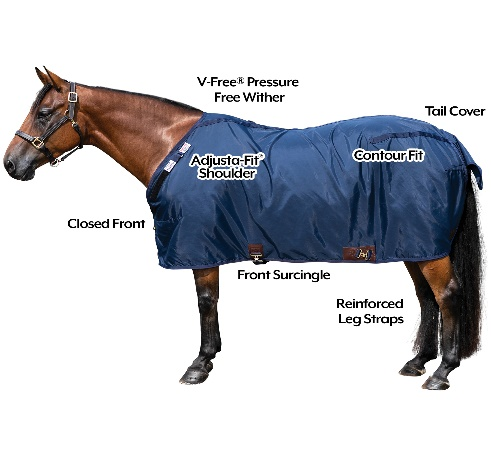 V-Free® Pressure
Free Wither
Tail Cover
Adjusta-Fit®
Shoulder
Contour Fit
Closed Front
Front Surcingle
Reinforced
Leg Straps